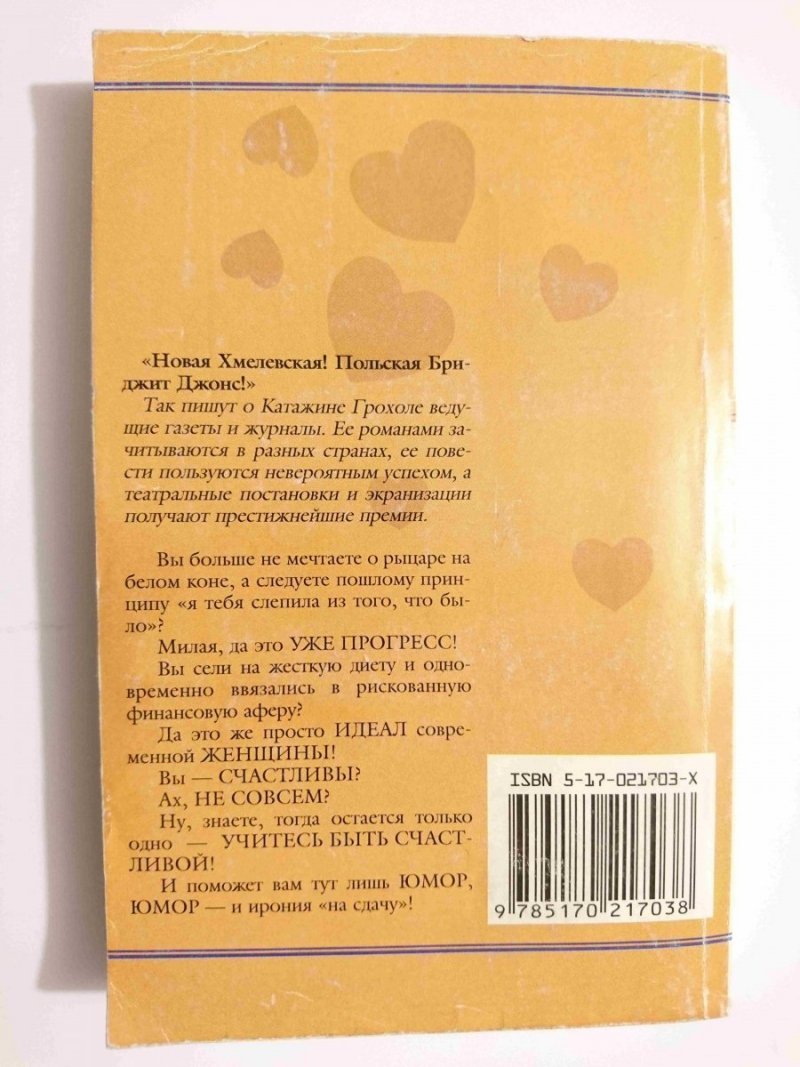 «Новая Хмелевская! Польская Бри-
джит Джонс!»
Так пишут о Катажине Грохоле веду-
щие газеты и журналы. Ее романами за-
читываются в разных странах, ее пове-
сти пользуются невероятным успехом, а
театральные постановки и экранизации
получают престижнейшие премии.
Вы больше не мечтаете о рыцаре на
белом коне, а следуете пошлому прин-
ципу «я тебя слепила из того, что бы-
ло»?
Милая, да это УЖЕ ПРОГРЕСС!
Вы сели на жесткую диету и одно-
временно ввязались в рискованную
финансовую аферу?
Да это же просто ИДЕАЛ совре-
менной ЖЕНЩИНЫ!
Вы — СЧАСТЛИВЫ?
Ах, НЕ СОВСЕМ?
Ну, знаете, тогда остается только
одно — УЧИТЕСЬ БЫТЬ СЧАСТ-
ЛИВОЙ!
И поможет вам тут лишь ЮМОР,
ЮМОР — и ирония «на сдачу»!
ISBN 5-17-021703-X
9 785170 217038